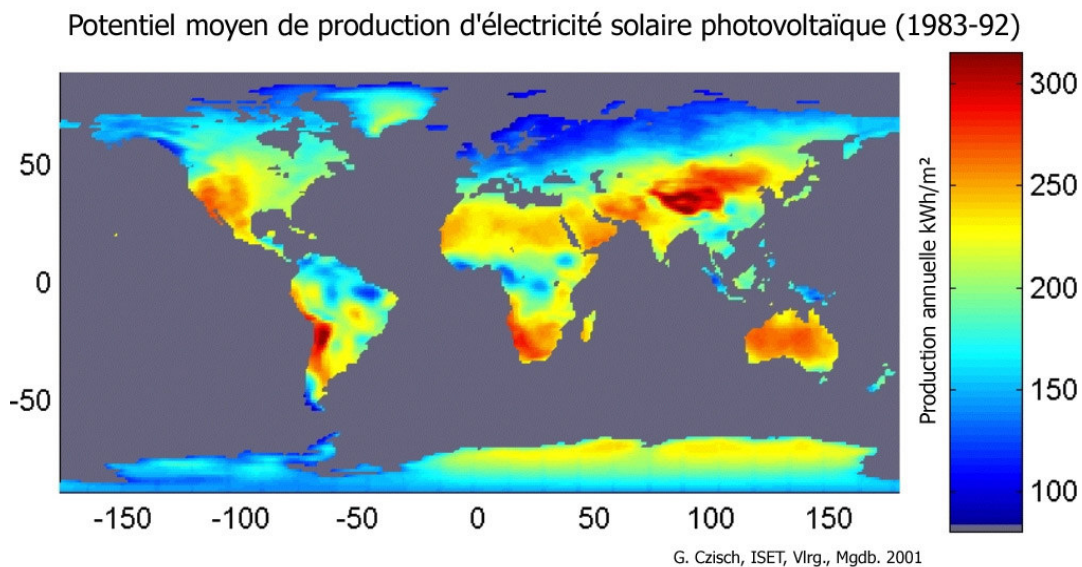 Potentiel moyen de production d'électricité solaire photovoltaïque (1983-92)
50
0
-50
-150 -100 -50 0 50 100 150
300
250
200
150
100
Production annuelle kWh/m²
G. Czisch, ISET, Vlrg., Mgdb. 2001